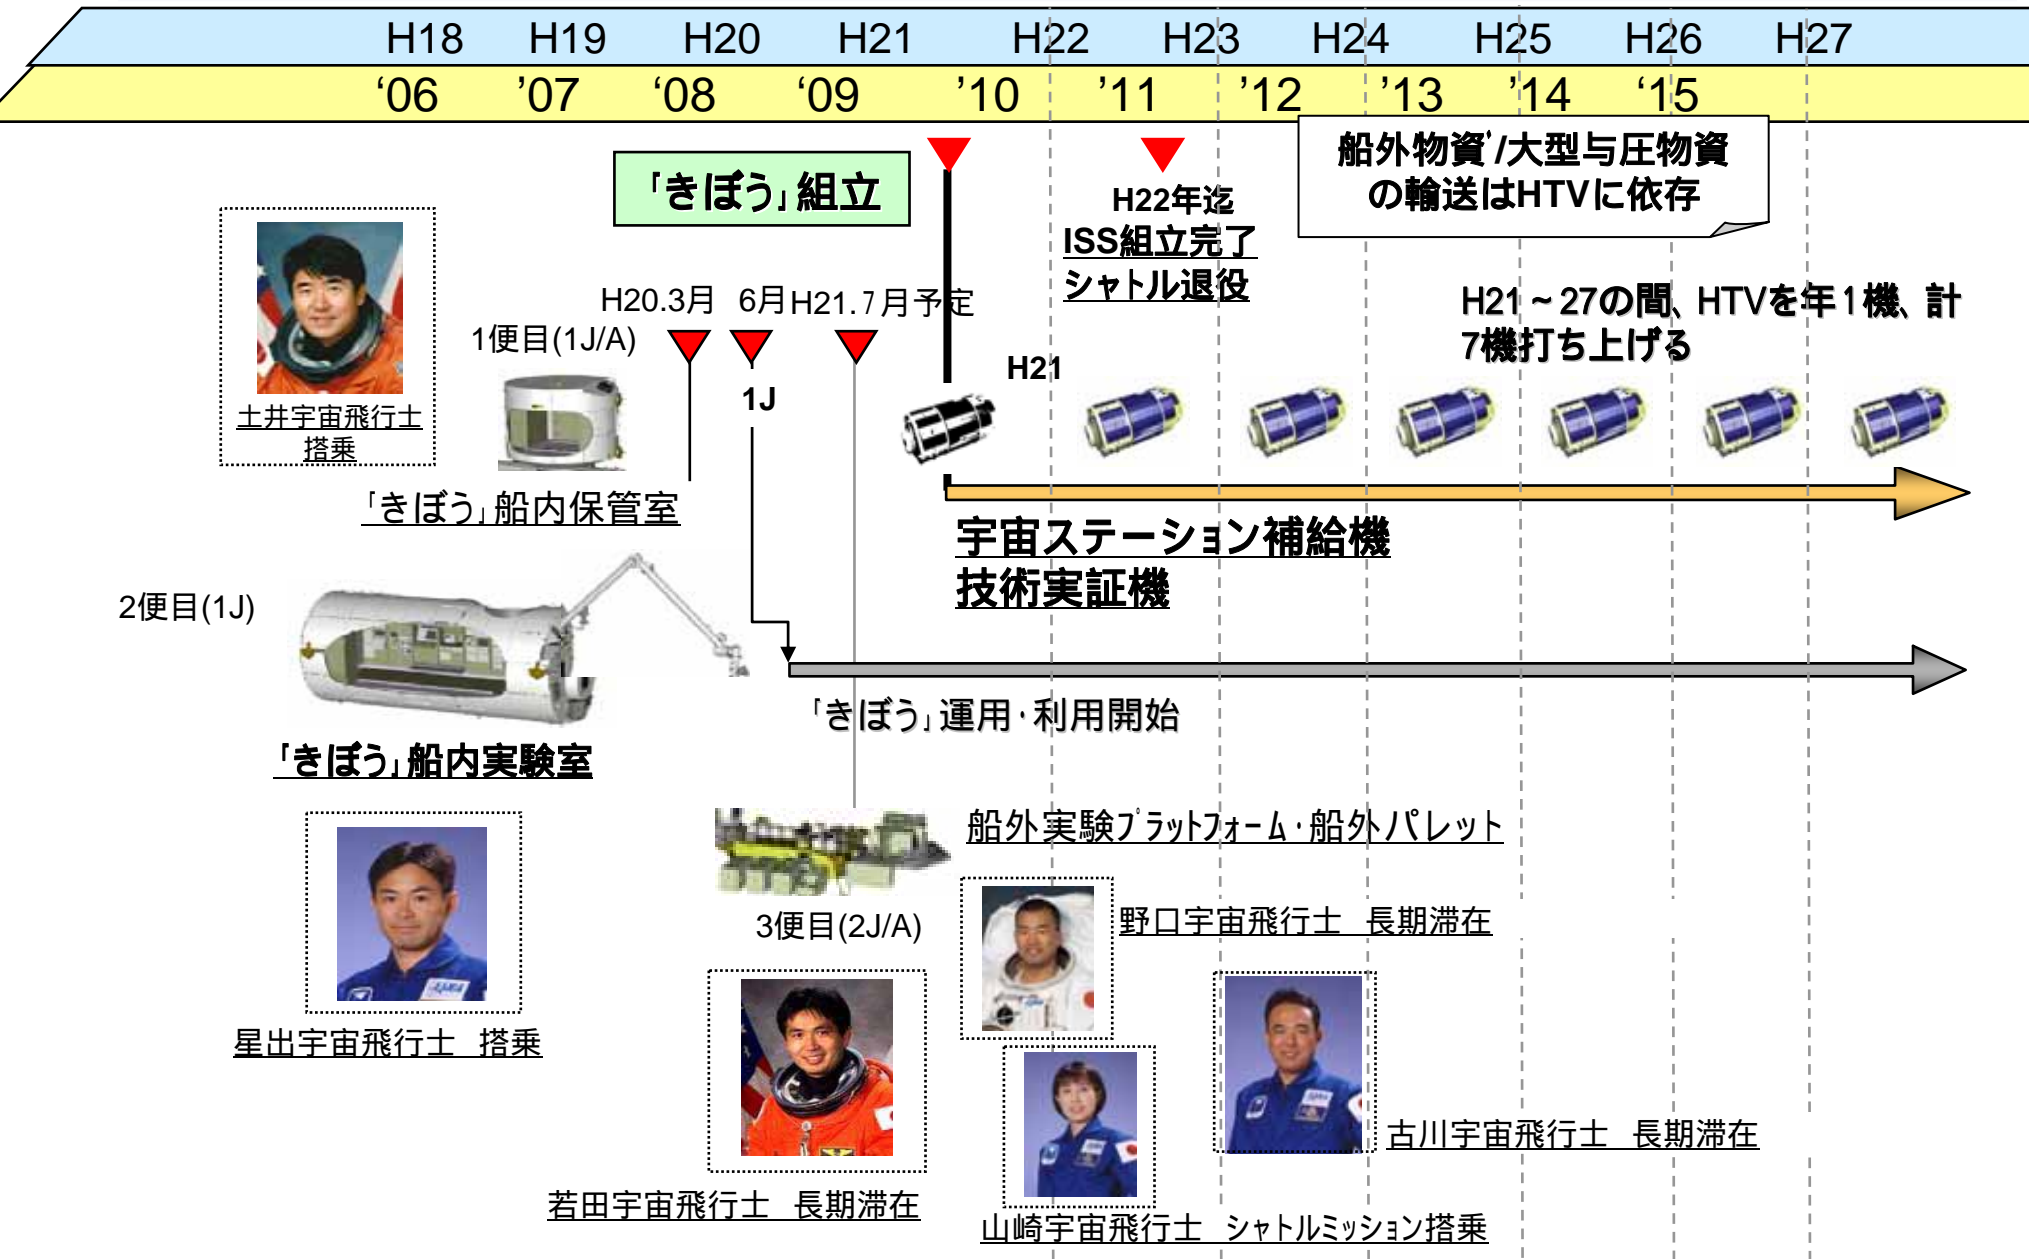 H18 H19 H20 H21 H22 H23 H24 H25 H26 H27
‘06 ’07 ‘08 ‘09 ’10 ’11 ’12 ’13 ’14 ‘15
「きぼう」組立
船外物資/大型与圧物資
の輸送はHTVに依存
H22年迄
ISS組立完了
シャトル退役
土井宇宙飛行士
搭乗
H20.3月 6月 H21.7月予定
1便目(1J/A)
1J
H21~27の間、HTVを年1機、計
7機打ち上げる
H21
「きぼう」船内保管室
宇宙ステーション補給機
技術実証機
2便目(1J)
「きぼう」運用・利用開始
「きぼう」船内実験室
船外実験プラットフォーム・船外パレット
3便目(2J/A)
野口宇宙飛行士 長期滞在
星出宇宙飛行士 搭乗
古川宇宙飛行士 長期滞在
若田宇宙飛行士 長期滞在
山崎宇宙飛行士 シャトルミッション搭乗